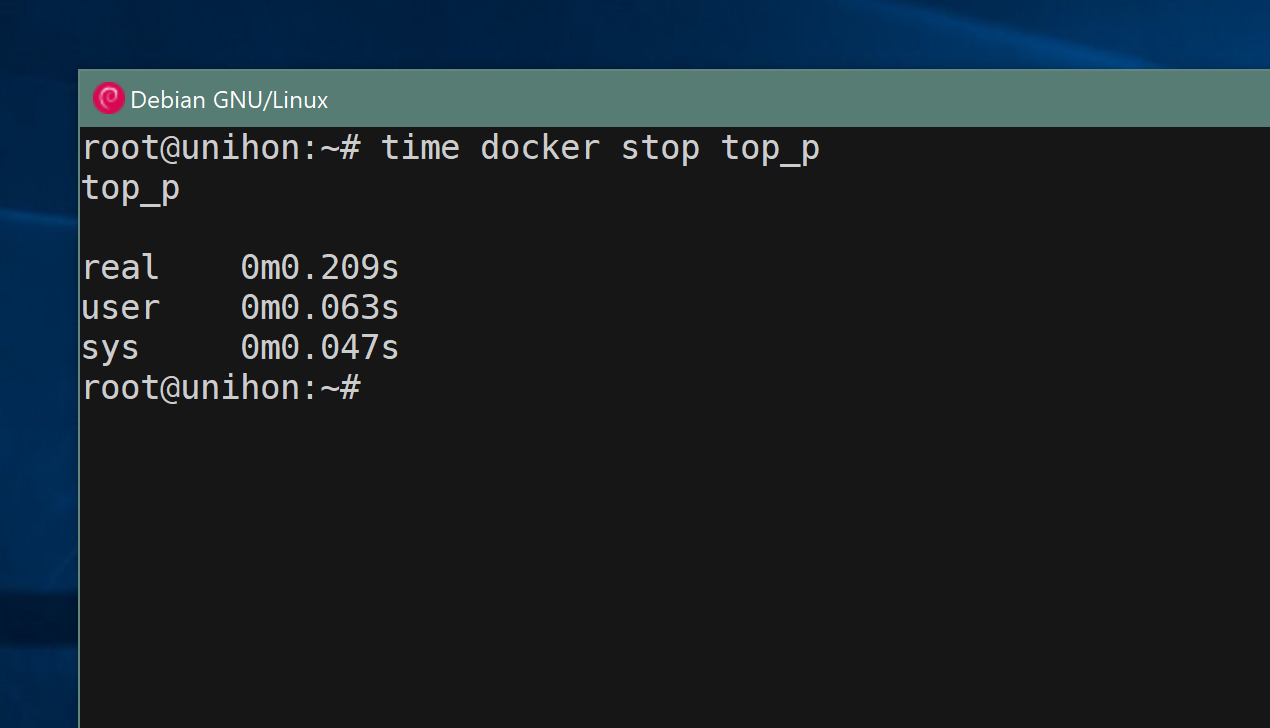 Debian GNU/Linux
root@unihon:~# time docker stop top_p
top_p
real    0m0.209s
user    0m0.063s
sys     0m0.047s
root@unihon:~#